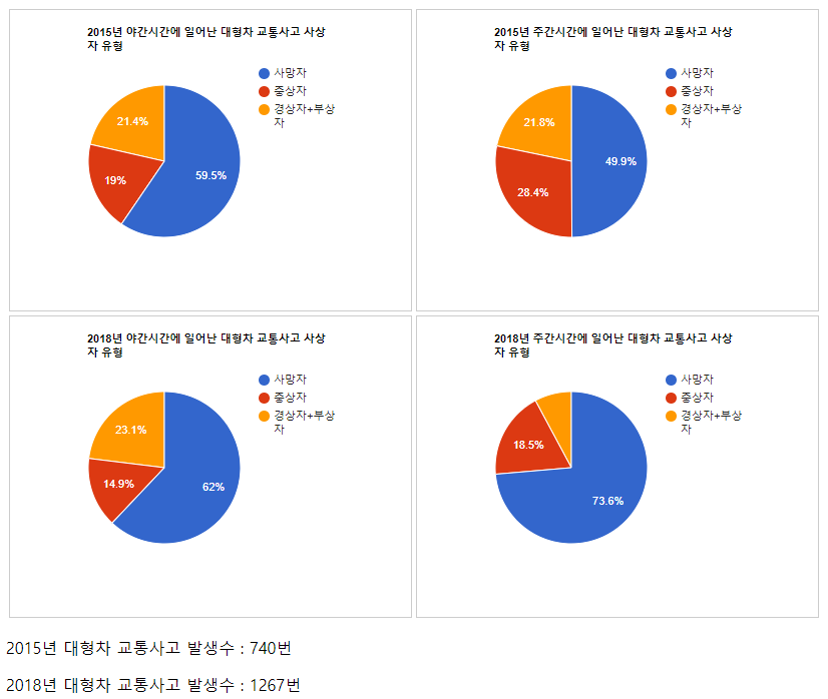 2015년 야간시간에 일어난 대형차 교통사고 사상
자 유형
사망자
중상자
경상자+부상
자
21.4%
19%
59.5%
2015년 주간시간에 일어난 대형차 교통사고 사상
자 유형
사망자
중상자
경상자+부상
자
21.8%
28.4%
49.9%
2018년 야간시간에 일어난 대형차 교통사고 사상
자 유형
사망자
중상자
경상자+부상
자
23.1%
14.9%
62%
2018년 주간시간에 일어난 대형차 교통사고 사상
자 유형
사망자
중상자
경상자+부상
자
18.5%
73.6%
2015년 대형차 교통사고 발생수 : 740번
2018년 대형차 교통사고 발생수 : 1267번